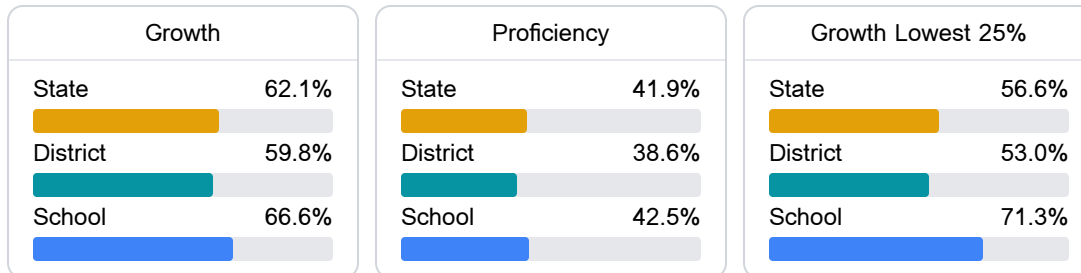 Growth
State 62.1%
District 59.8%
School 66.6%
Proficiency
State 41.9%
District 38.6%
School 42.5%
Growth Lowest 25%
State 56.6%
District 53.0%
School 71.3%